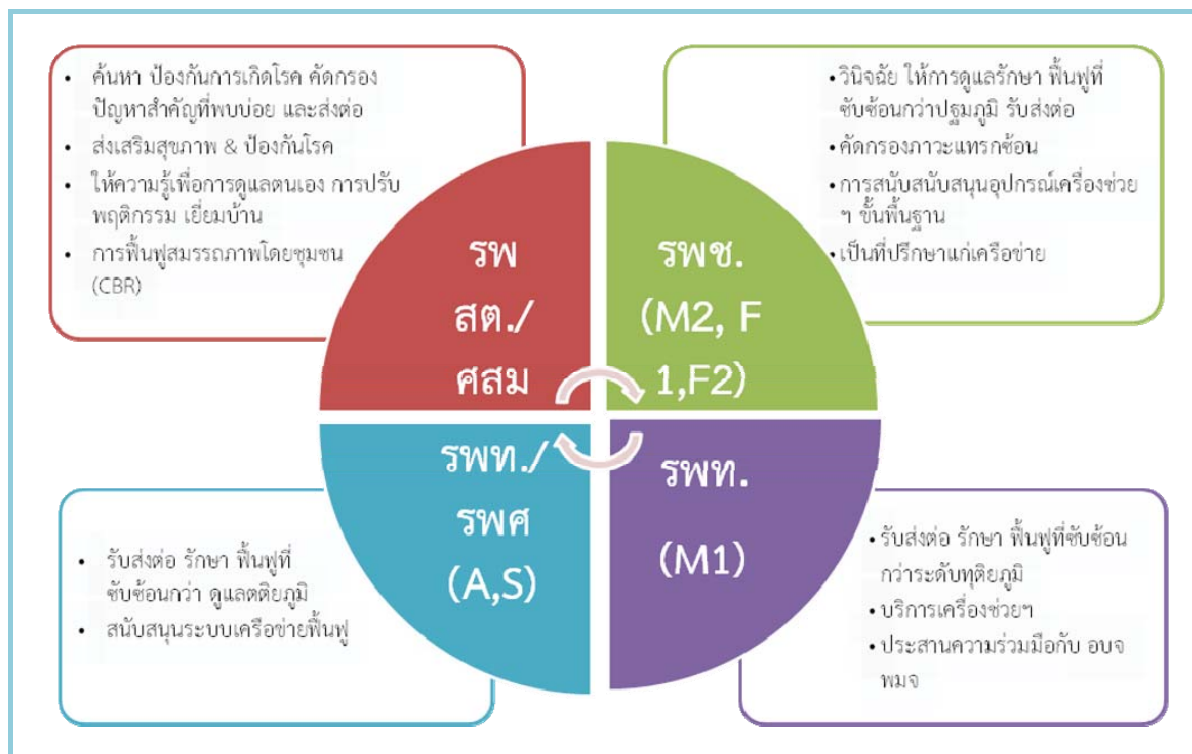 • ค้นหา ป้องกันการเกิดโรค คัดกรอง
ปัญหาสำคัญที่พบบ่อย และส่งต่อ
• ส่งเสริมสุขภาพ & ป้องกันโรค
• ให้ความรู้เพื่อการดูแลตนเอง การปรับ
พฤติกรรม เยี่ยมบ้าน
• การฟื้นฟูสมรรถภาพโดยชุมชน
(CBR)
รพ
สต./
ศสม
• วินิจฉัย ให้การดูแลรักษา ฟื้นฟูที่
ซับซ้อนกว่าปฐมภูมิ รับส่งต่อ
• คัดกรองภาวะแทรกซ้อน
• การสนับสนับสนุนอุปกรณ์เครื่องช่วย
ฯ ขั้นพื้นฐาน
• เป็นที่ปรึกษาแก่เครือข่าย
รพช.
(M2, F
1,F2)
รพท./
รพศ
(A,S)
• รับส่งต่อ รักษา ฟื้นฟูที่
ซับซ้อนกว่า ดูแลตติยภูมิ
• สนับสนุนระบบเครือข่ายฟื้นฟู
รพท.
(M1)
• รับส่งต่อ รักษา ฟื้นฟูที่ซับซ้อน
กว่าระดับทุติยภูมิ
• บริการเครื่องช่วยฯ
• ประสานความร่วมมือกับ อบจ
พมจ